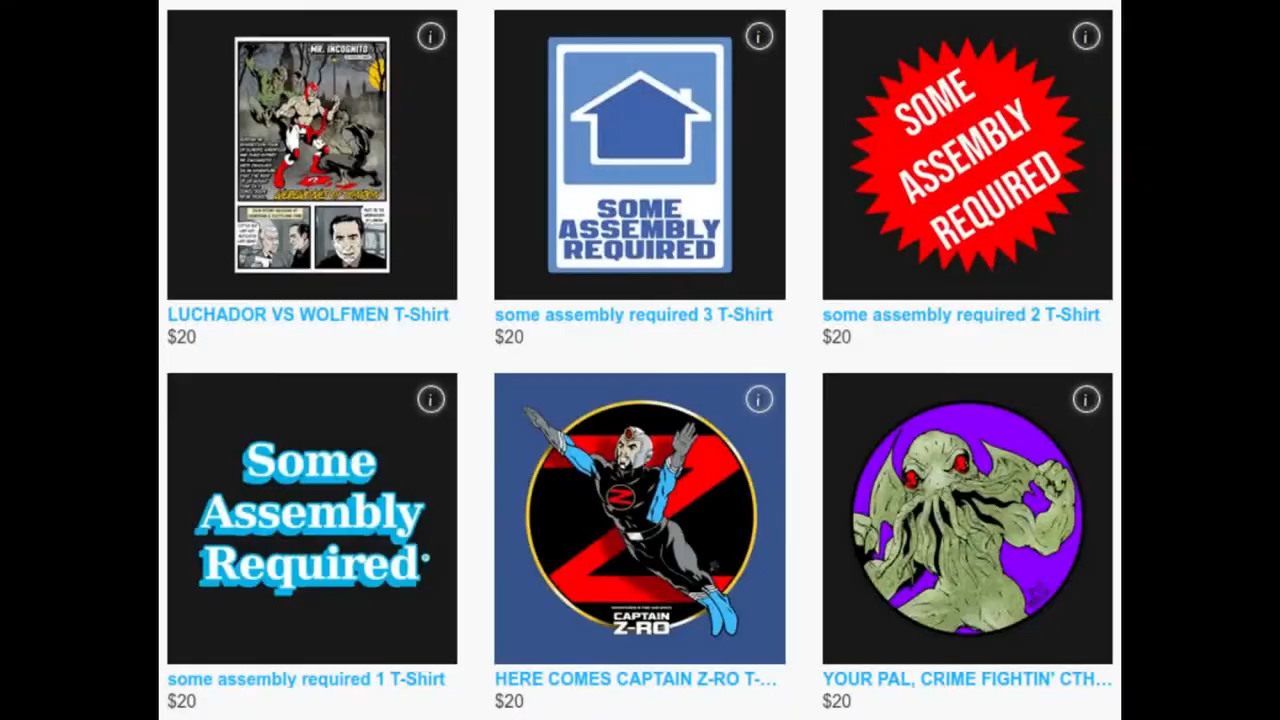 MR. INCOGNITO
LUCHADOR VS WOLFMEN T-Shirt
$20
SOME
ASSEMBLY
REQUIRED
some assembly required 3 T-Shirt
$20
SOME
ASSEMBLY
REQUIRED
some assembly required 2 T-Shirt
$20
Some
Assembly
Required
some assembly required 1 T-Shirt
$20
Z
CAPTAIN
Z-RO
HERE COMES CAPTAIN Z-RO T-...
$20
YOUR PAL, CRIME FIGHTIN' CTH...
$20